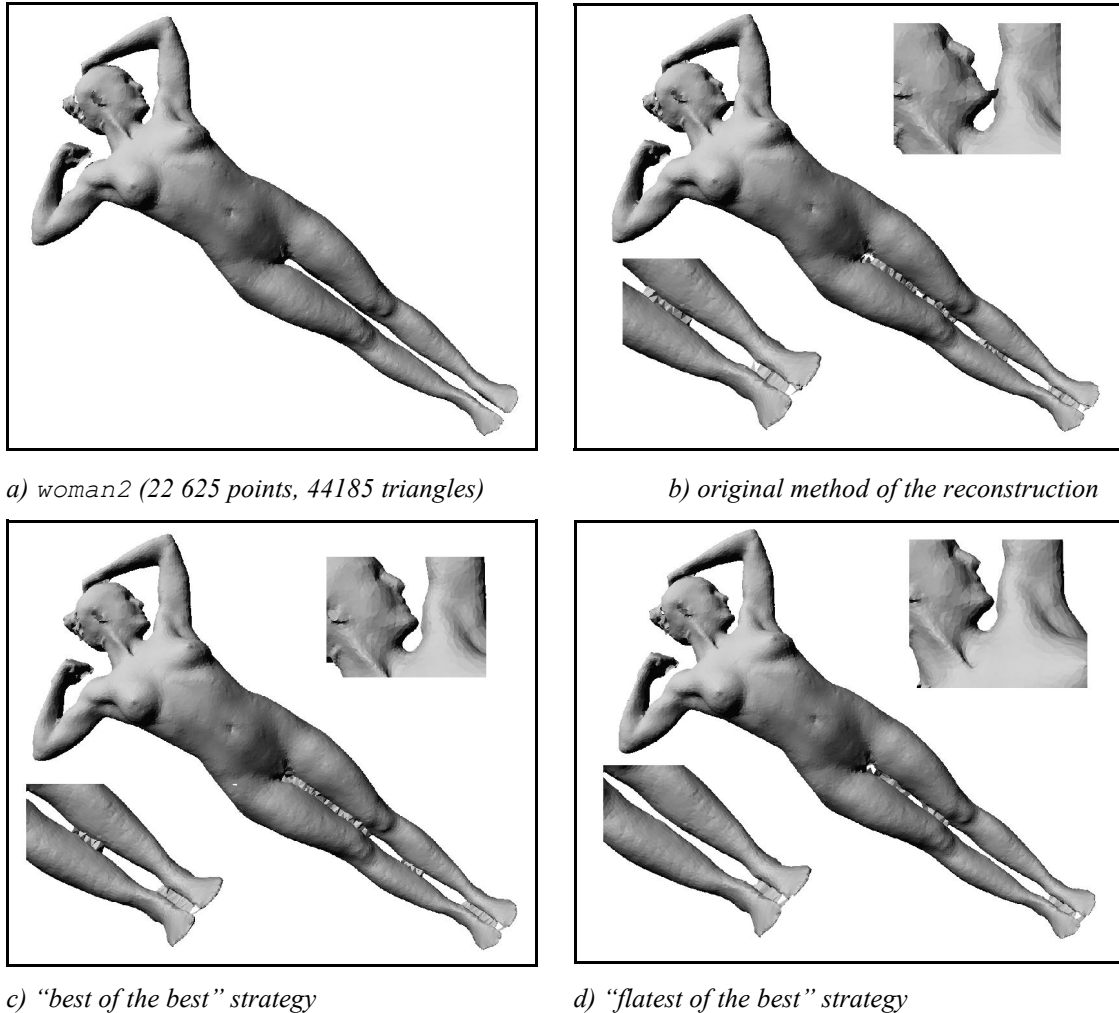 a) woman2 (22 625 points, 44185 triangles)
b) original method of the reconstruction
c) “best of the best” strategy
d) “flatest of the best” strategy